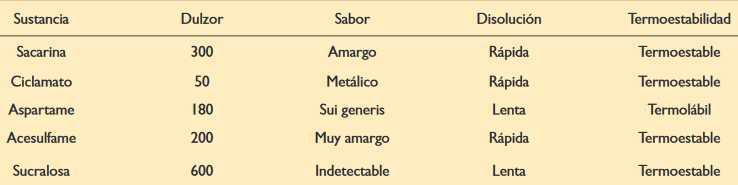 Sustancia Dulzor Sabor Disolución Termoestabilidad
Sacarina 300 Amargo Rápida Termoestable
Ciclamato 50 Metálico Rápida Termoestable
Aspartame 180 Sui generis Lenta Termolábil
Acesulfame 200 Muy amargo Rápida Termoestable
Sucralosa 600 Indetectable Lenta Termoestable